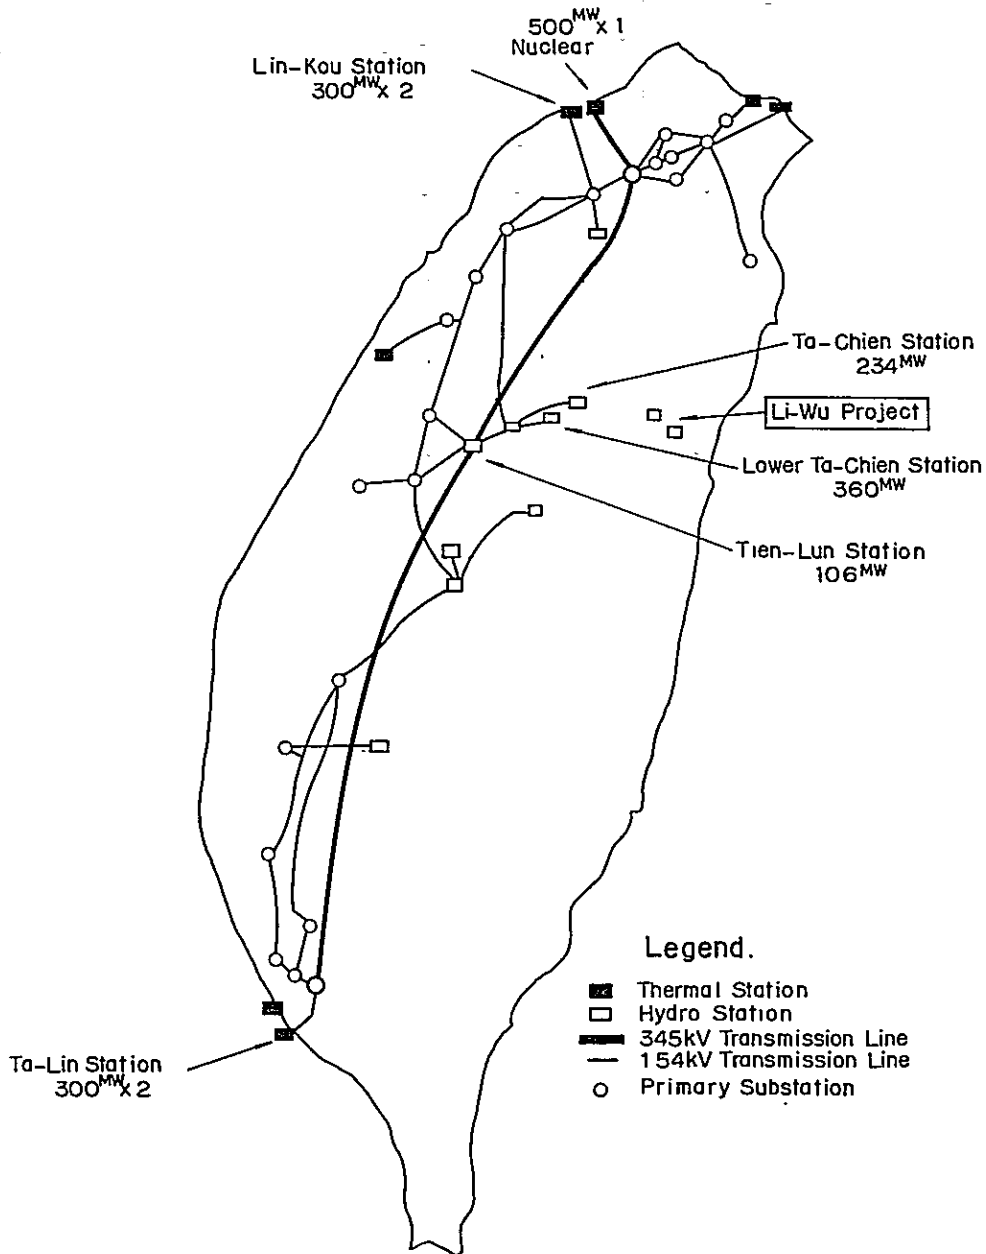 500MW x 1
Nuclear
Lin-Kou Station
300MW x 2
Ta-Chien Station
234MW
Li-Wu Project
Lower Ta-Chien Station
360MW
Tien-Lun Station
106MW
Legend.
Thermal Station
Hydro Station
345kV Transmission Line
154kV Transmission Line
Primary Substation
Ta-Lin Station
300MW x 2